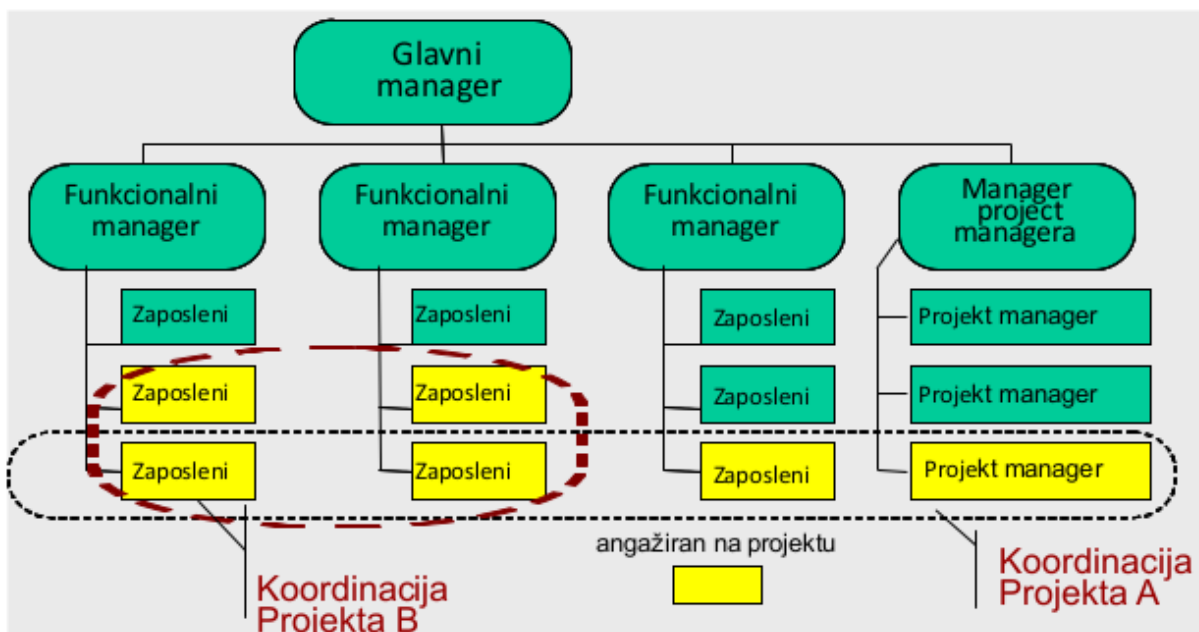 Glavni
manager
Funkcionalni
manager
Funkcionalni
manager
Funkcionalni
manager
Manager
project
managera
Zaposleni
Zaposleni
Zaposleni
Projekt manager
Zaposleni
Zaposleni
Zaposleni
Projekt manager
Zaposleni
Zaposleni
Zaposleni
Projekt manager
angažiran na projektu
Koordinacija
Projekta B
Koordinacija
Projekta A